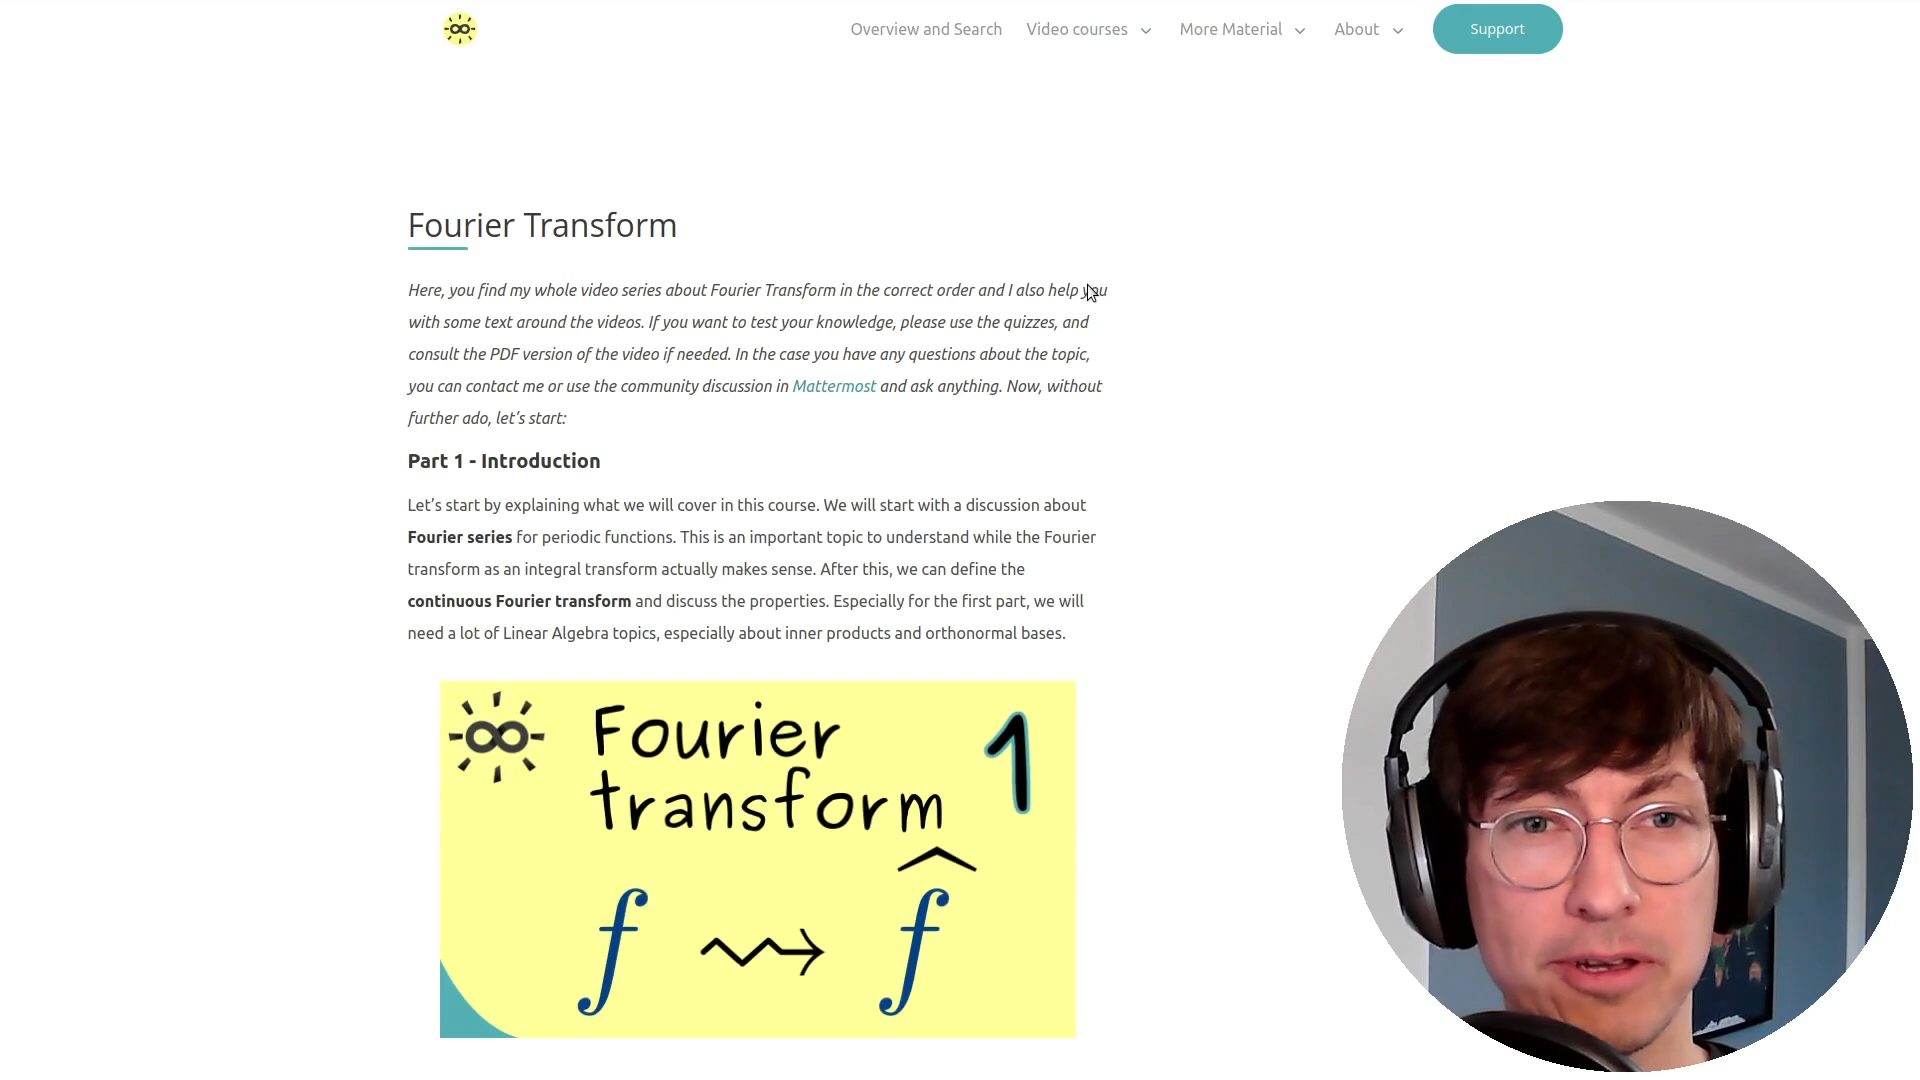 Overview and Search Video courses More Material About Support
Fourier Transform
Here, you find my whole video series about Fourier Transform in the correct order and I also help you
with some text around the videos. If you want to test your knowledge, please use the quizzes, and
consult the PDF version of the video if needed. In the case you have any questions about the topic,
you can contact me or use the community discussion in Mattermost and ask anything. Now, without
further ado, let's start:
Part 1 - Introduction
Let's start by explaining what we will cover in this course. We will start with a discussion about
Fourier series for periodic functions. This is an important topic to understand while the Fourier
transform as an integral transform actually makes sense. After this, we can define the
continuous Fourier transform and discuss the properties. Especially for the first part, we will
need a lot of Linear Algebra topics, especially about inner products and orthonormal bases.
Fourier 1
transform
f ⇝ f̂